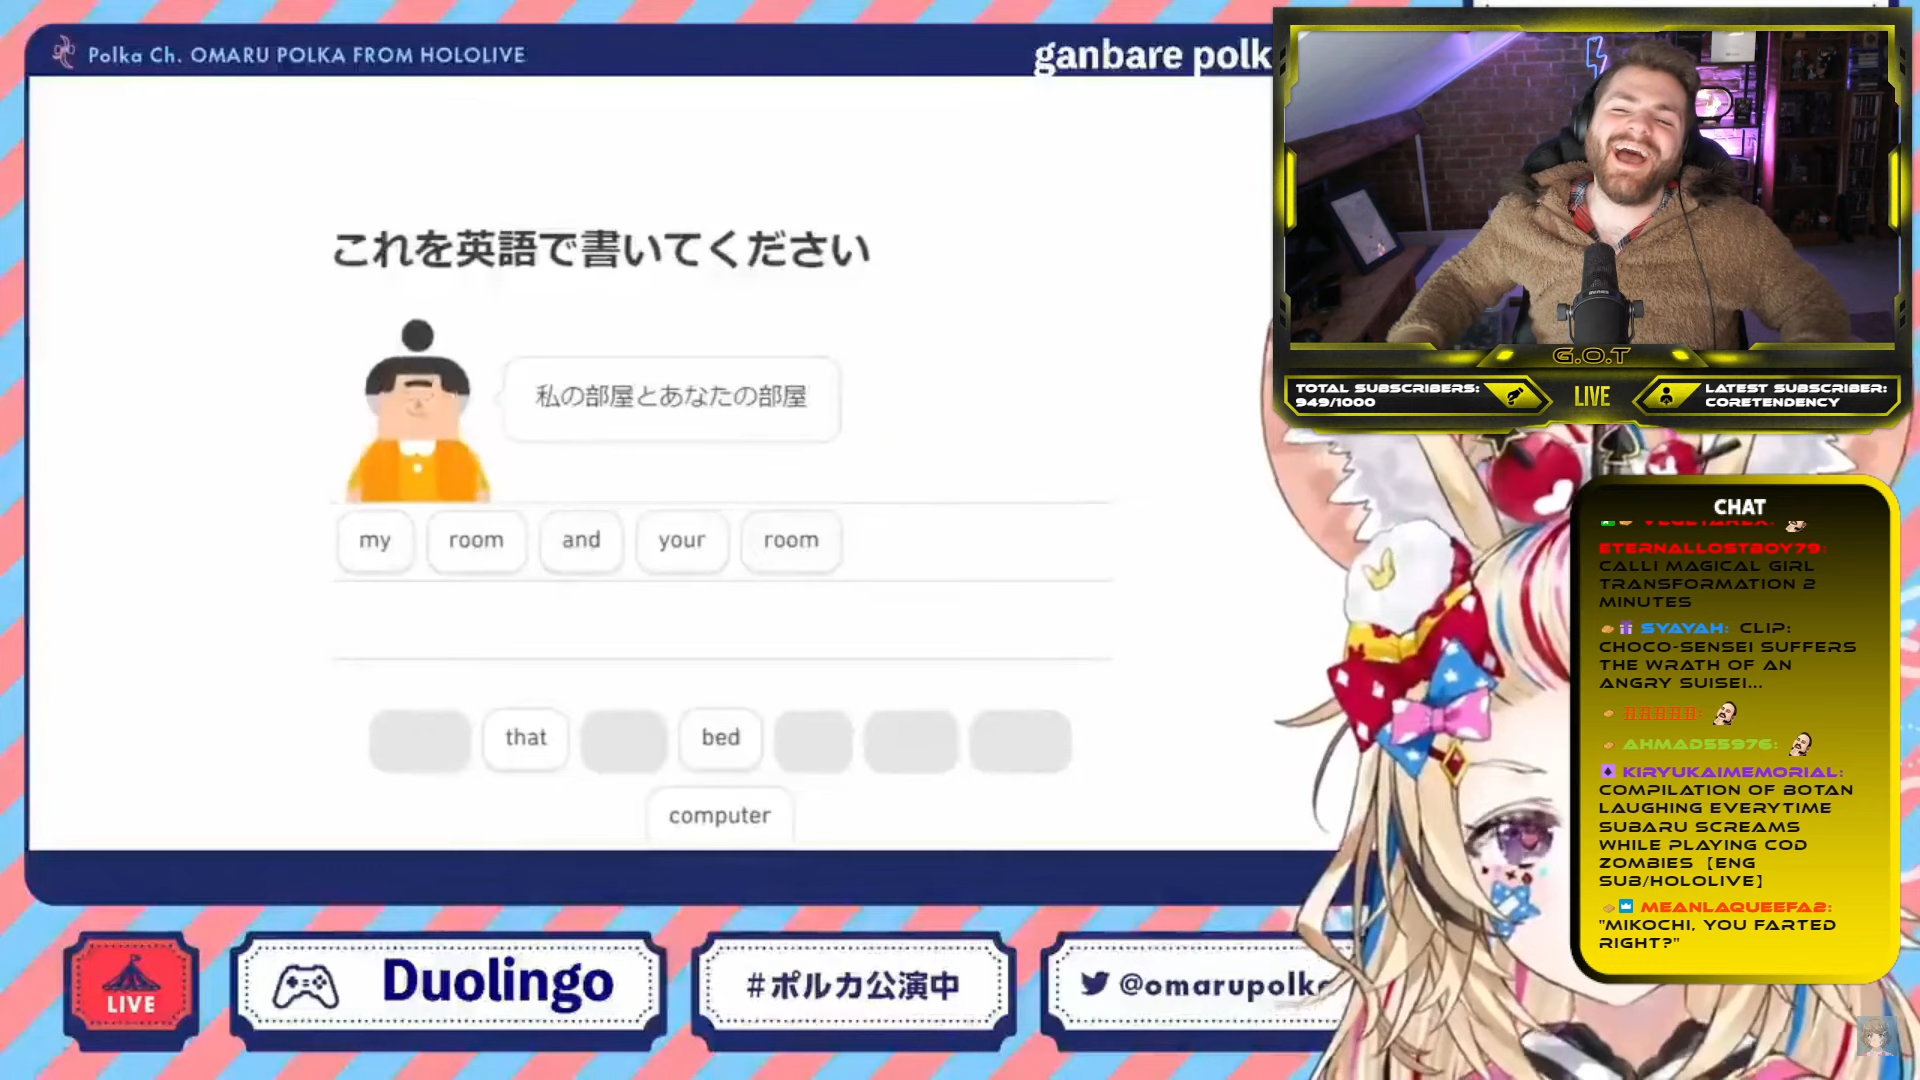 Polka Ch. OMARU POLKA FROM HOLOLIVE
ganbare polk
これを英語で書いてください
私の部屋とあなたの部屋
my room and your room
that bed
computer
LIVE
Duolingo
#ポルカ公演中
@omarupolka
G.O.T
TOTAL SUBSCRIBERS:
949/1000
LIVE
LATEST SUBSCRIBER:
CORETENDENCY
CHAT
ETERNALLOSTBOY79:
CALLI MAGICAL GIRL
TRANSFORMATION 2
MINUTES
SYAYAH: CLIP:
CHOCO-SENSEI SUFFERS
THE WRATH OF AN
ANGRY SUISEI...
AHMAD55976:
KIRYUKAIMEMORIAL:
COMPILATION OF BOTAN
LAUGHING EVERYTIME
SUBARU SCREAMS
WHILE PLAYING COD
ZOMBIES [ENG
SUB/HOLOLIVE]
MEANLAQUEEFA2:
"MIKOCHI, YOU FARTED
RIGHT?"